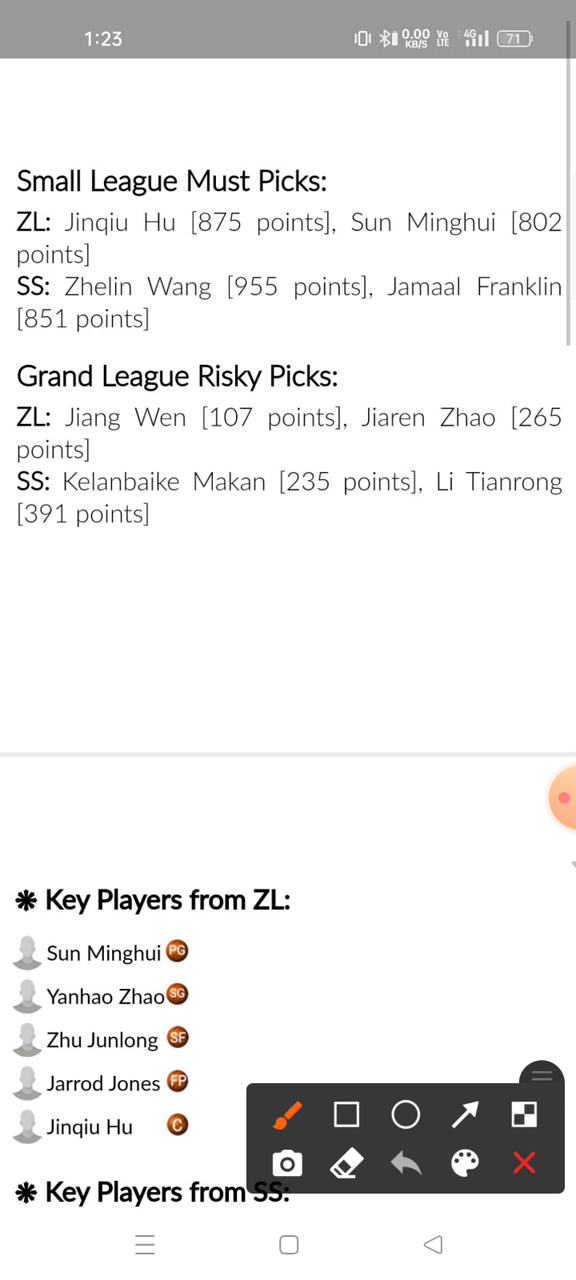 1:23
0.00 KB/S Vo LTE 4G 71
Small League Must Picks:
ZL: Jinqiu Hu [875 points], Sun Minghui [802
points]
SS: Zhelin Wang [955 points], Jamaal Franklin
[851 points]
Grand League Risky Picks:
ZL: Jiang Wen [107 points], Jiaren Zhao [265
points]
SS: Kelanbaike Makan [235 points], Li Tianrong
[391 points]
✱ Key Players from ZL:
Sun Minghui PG
Yanhao Zhao SG
Zhu Junlong SF
Jarrod Jones FP
Jinqiu Hu C
✱ Key Players from SS: